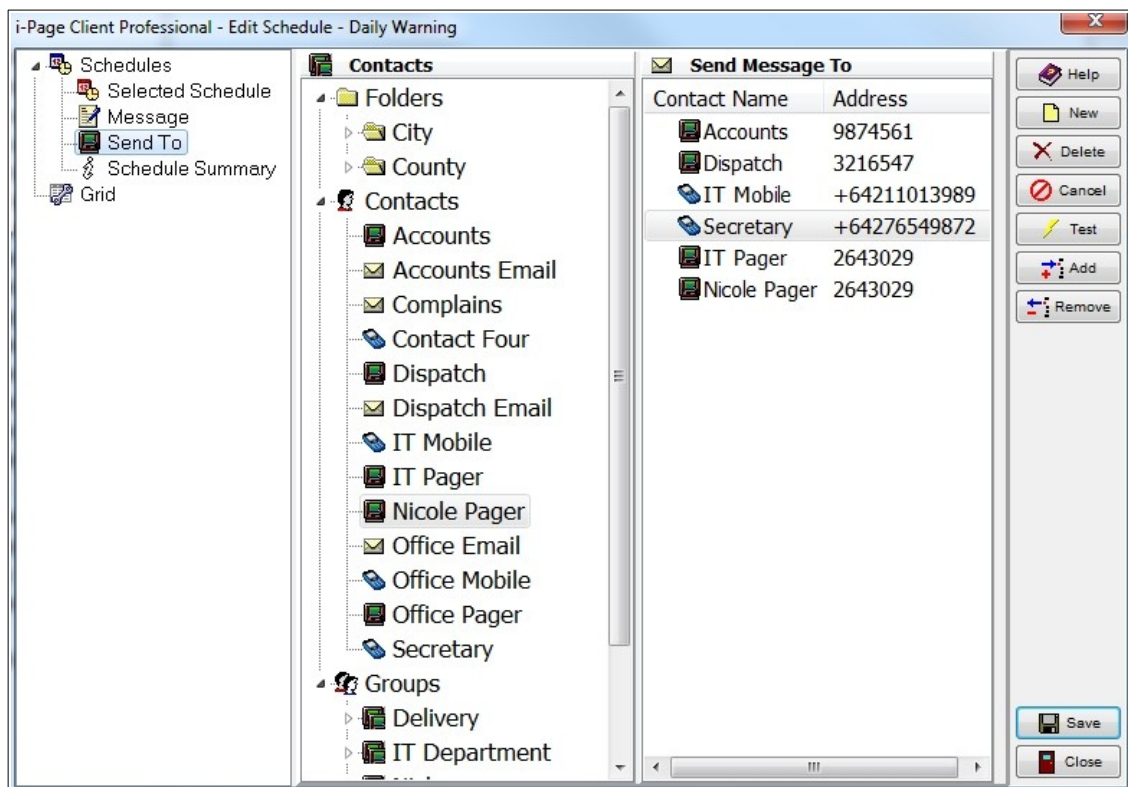 i-Page Client Professional - Edit Schedule - Daily Warning
Schedules
Selected Schedule
Message
Send To
Schedule Summary
Grid
Contacts
Folders
City
County
Contacts
Accounts
Accounts Email
Complains
Contact Four
Dispatch
Dispatch Email
IT Mobile
IT Pager
Nicole Pager
Office Email
Office Mobile
Office Pager
Secretary
Groups
Delivery
IT Department
Send Message To
Contact Name Address
Accounts 9874561
Dispatch 3216547
IT Mobile +64211013989
Secretary +64276549872
IT Pager 2643029
Nicole Pager 2643029
Help
New
Delete
Cancel
Test
Add
Remove
Save
Close